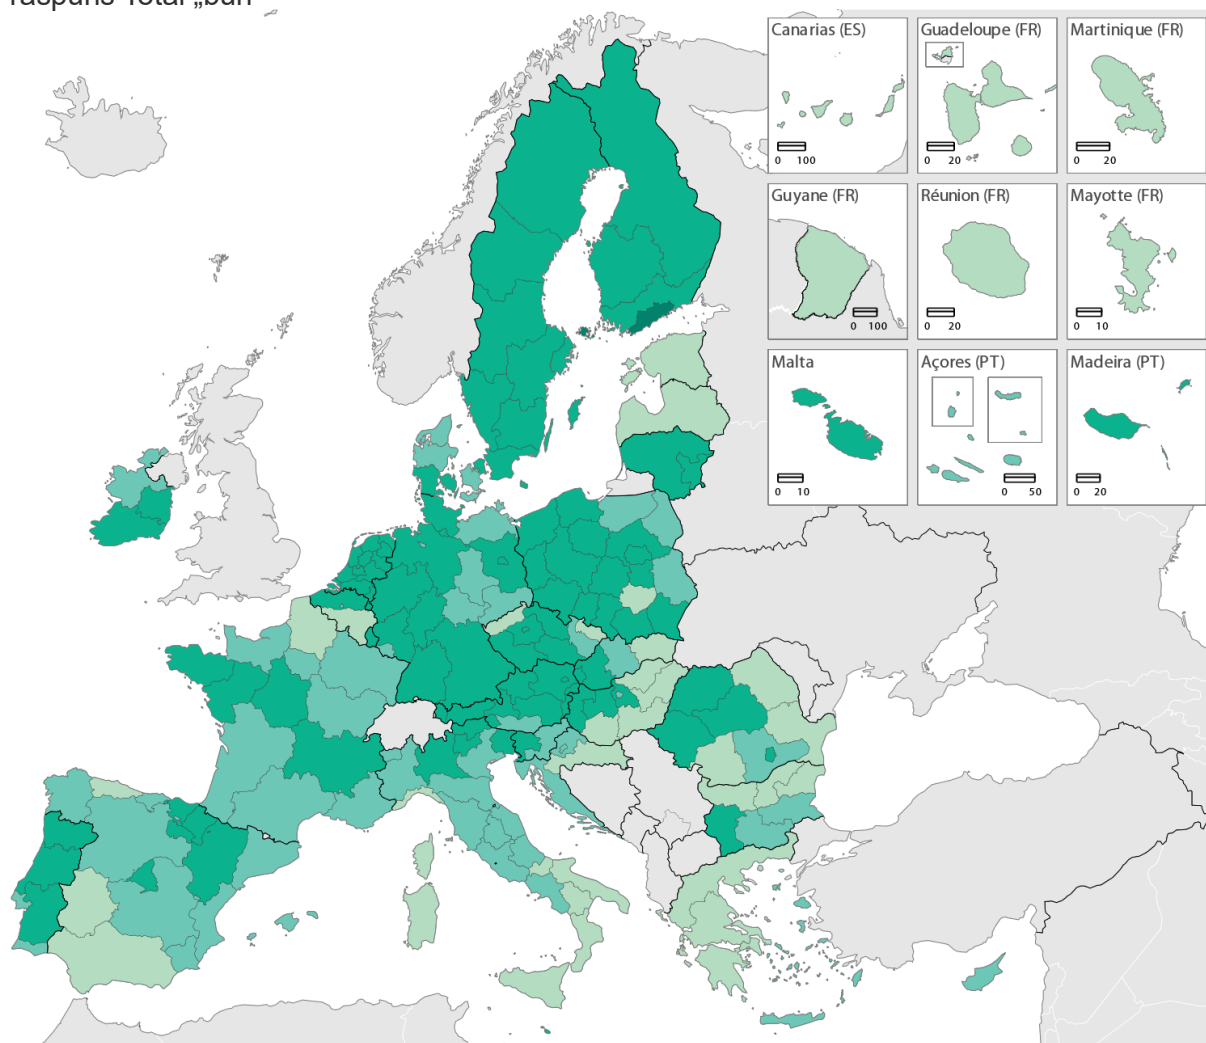 răspuns Total „bun”
Canarias (ES)
0 100
Guadeloupe (FR)
0 20
Martinique (FR)
0 20
Guyane (FR)
0 100
Réunion (FR)
0 20
Mayotte (FR)
0 10
Malta
0 10
Açores (PT)
0 50
Madeira (PT)
0 20